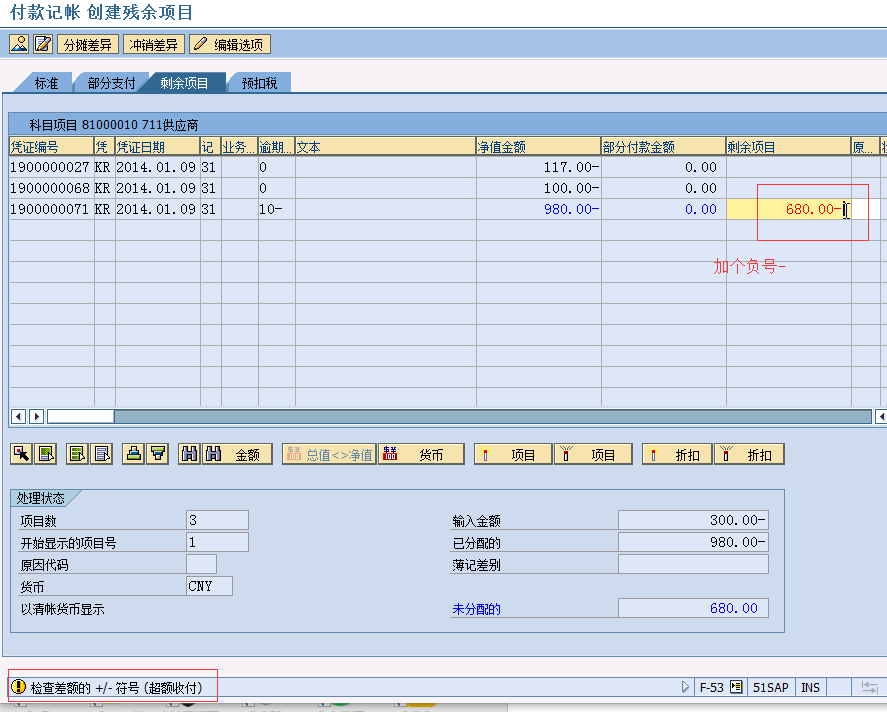 付款记帐 创建残余项目
分摊差异 冲销差异 编辑选项
标准 部分支付 剩余项目 预扣税
科目项目 81000010 711供应商
凭证编号 凭 凭证日期 记 业务... 逾期... 文本 净值金额 部分付款金额 剩余项目 原...
1900000027 KR 2014.01.09 31 0 117.00- 0.00
1900000068 KR 2014.01.09 31 0 100.00- 0.00
1900000071 KR 2014.01.09 31 10- 980.00- 0.00 680.00-
加个负号-
金额 总值<>净值 货币 项目 项目 折扣 折扣
处理状态
项目数 3 输入金额 300.00-
开始显示的项目号 1 已分配的 980.00-
原因代码 薄记差别
货币 CNY
以清帐货币显示 未分配的 680.00
检查差额的 +/- 符号 (超额收付) F-53 51SAP INS